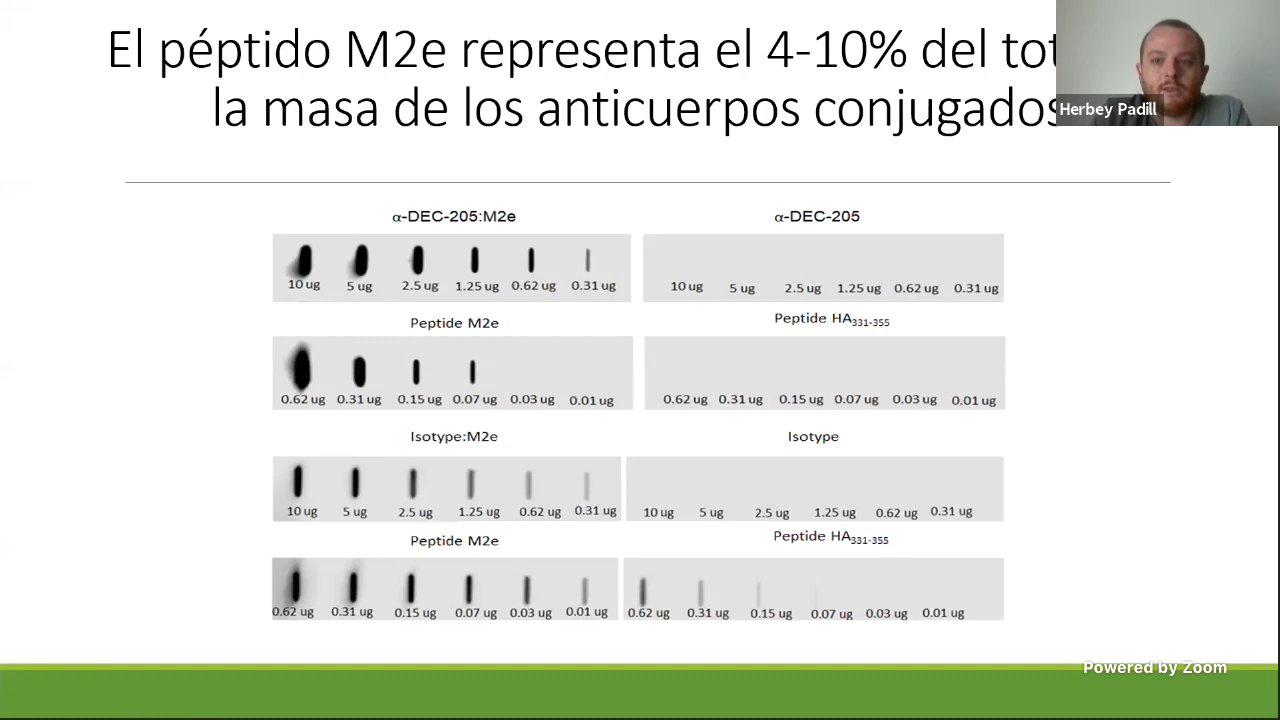 El péptido M2e representa el 4-10% del tot
la masa de los anticuerpos conjugados
Herbey Padill
α-DEC-205:M2e
α-DEC-205
10 ug 5 ug 2.5 ug 1.25 ug 0.62 ug 0.31 ug
10 ug 5 ug 2.5 ug 1.25 ug 0.62 ug 0.31 ug
Peptide M2e
Peptide HA331-355
0.62 ug 0.31 ug 0.15 ug 0.07 ug 0.03 ug 0.01 ug
0.62 ug 0.31 ug 0.15 ug 0.07 ug 0.03 ug 0.01 ug
Isotype:M2e
Isotype
10 ug 5 ug 2.5 ug 1.25 ug 0.62 ug 0.31 ug
10 ug 5 ug 2.5 ug 1.25 ug 0.62 ug 0.31 ug
Peptide M2e
Peptide HA331-355
0.62 ug 0.31 ug 0.15 ug 0.07 ug 0.03 ug 0.01 ug
0.62 ug 0.31 ug 0.15 ug 0.07 ug 0.03 ug 0.01 ug
Powered by Zoom